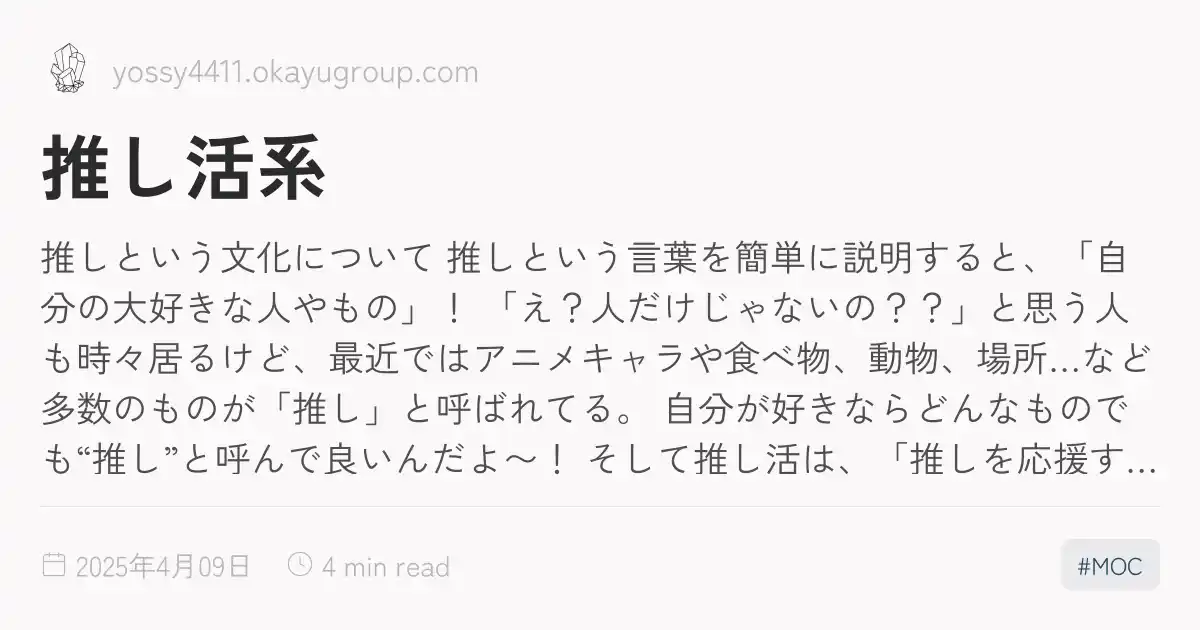 yossy4411.okayugroup.com
推し活系
推しという文化について 推しという言葉を簡単に説明すると、「自
分の大好きな人やもの」！ 「え？人だけじゃないの？？」と思う人
も時々居るけど、最近ではアニメキャラや食べ物、動物、場所…など
多数のものが「推し」と呼ばれてる。 自分が好きならどんなもので
も“推し”と呼んで良いんだよ〜！ そして推し活は、「推しを応援す…
2025年4月09日
4 min read
#MOC